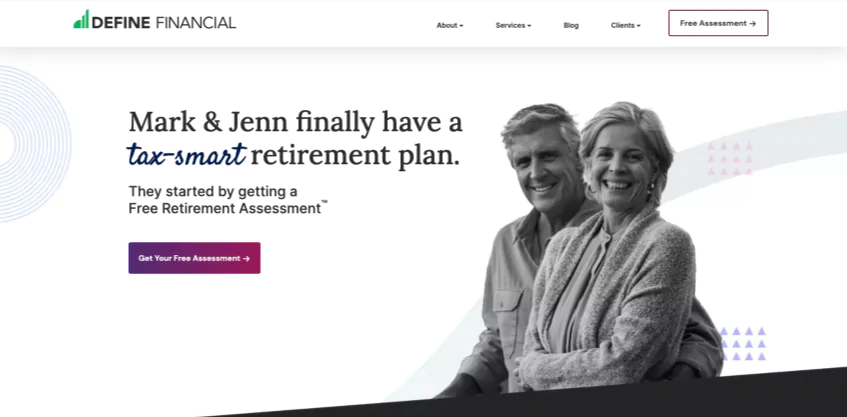 DEFINE FINANCIAL
About
Services
Blog
Clients
Free Assessment →
Mark & Jenn finally have a
tax-smart retirement plan.
They started by getting a
Free Retirement Assessment™
Get Your Free Assessment →